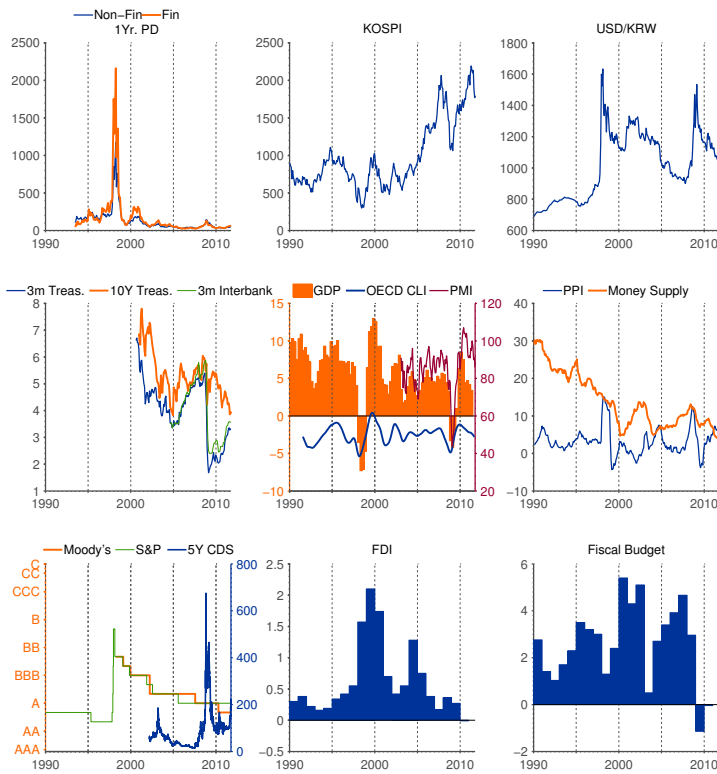 Non−Fin Fin
1Yr. PD
2500
2000
1500
1000
500
0
1990 2000 2010
KOSPI
2500
2000
1500
1000
500
0
1990 2000 2010
USD/KRW
1800
1600
1400
1200
1000
800
600
1990 2000 2010
3m Treas. 10Y Treas. 3m Interbank
8
7
6
5
4
3
2
1
1990 2000 2010
GDP OECD CLI PMI
15 120
10 100
5 80
0 60
−5 40
−10 20
1990 2000 2010
PPI Money Supply
40
30
20
10
0
−10
1990 2000 2010
Moody's S&P 5Y CDS
C 800
CC
CCC
600
B
BB
400
BBB
A 200
AA
AAA 0
1990 2000 2010
FDI
2.5
2
1.5
1
0.5
0
−0.5
1990 2000 2010
Fiscal Budget
6
4
2
0
−2
1990 2000 2010